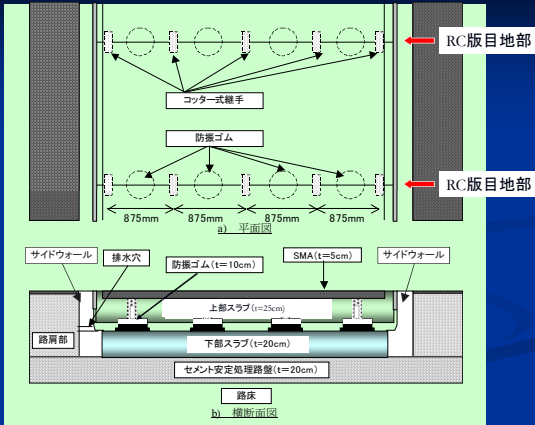 RC版目地部
コッター式継手
防振ゴム
RC版目地部
875mm 875mm 875mm 875mm
a) 平面図
サイドウォール 排水穴 防振ゴム(t=10cm) SMA(t=5cm) サイドウォール
上部スラブ(t=25cm)
路肩部
下部スラブ(t=20cm)
セメント安定処理路盤(t=20cm)
路床
b) 横断面図